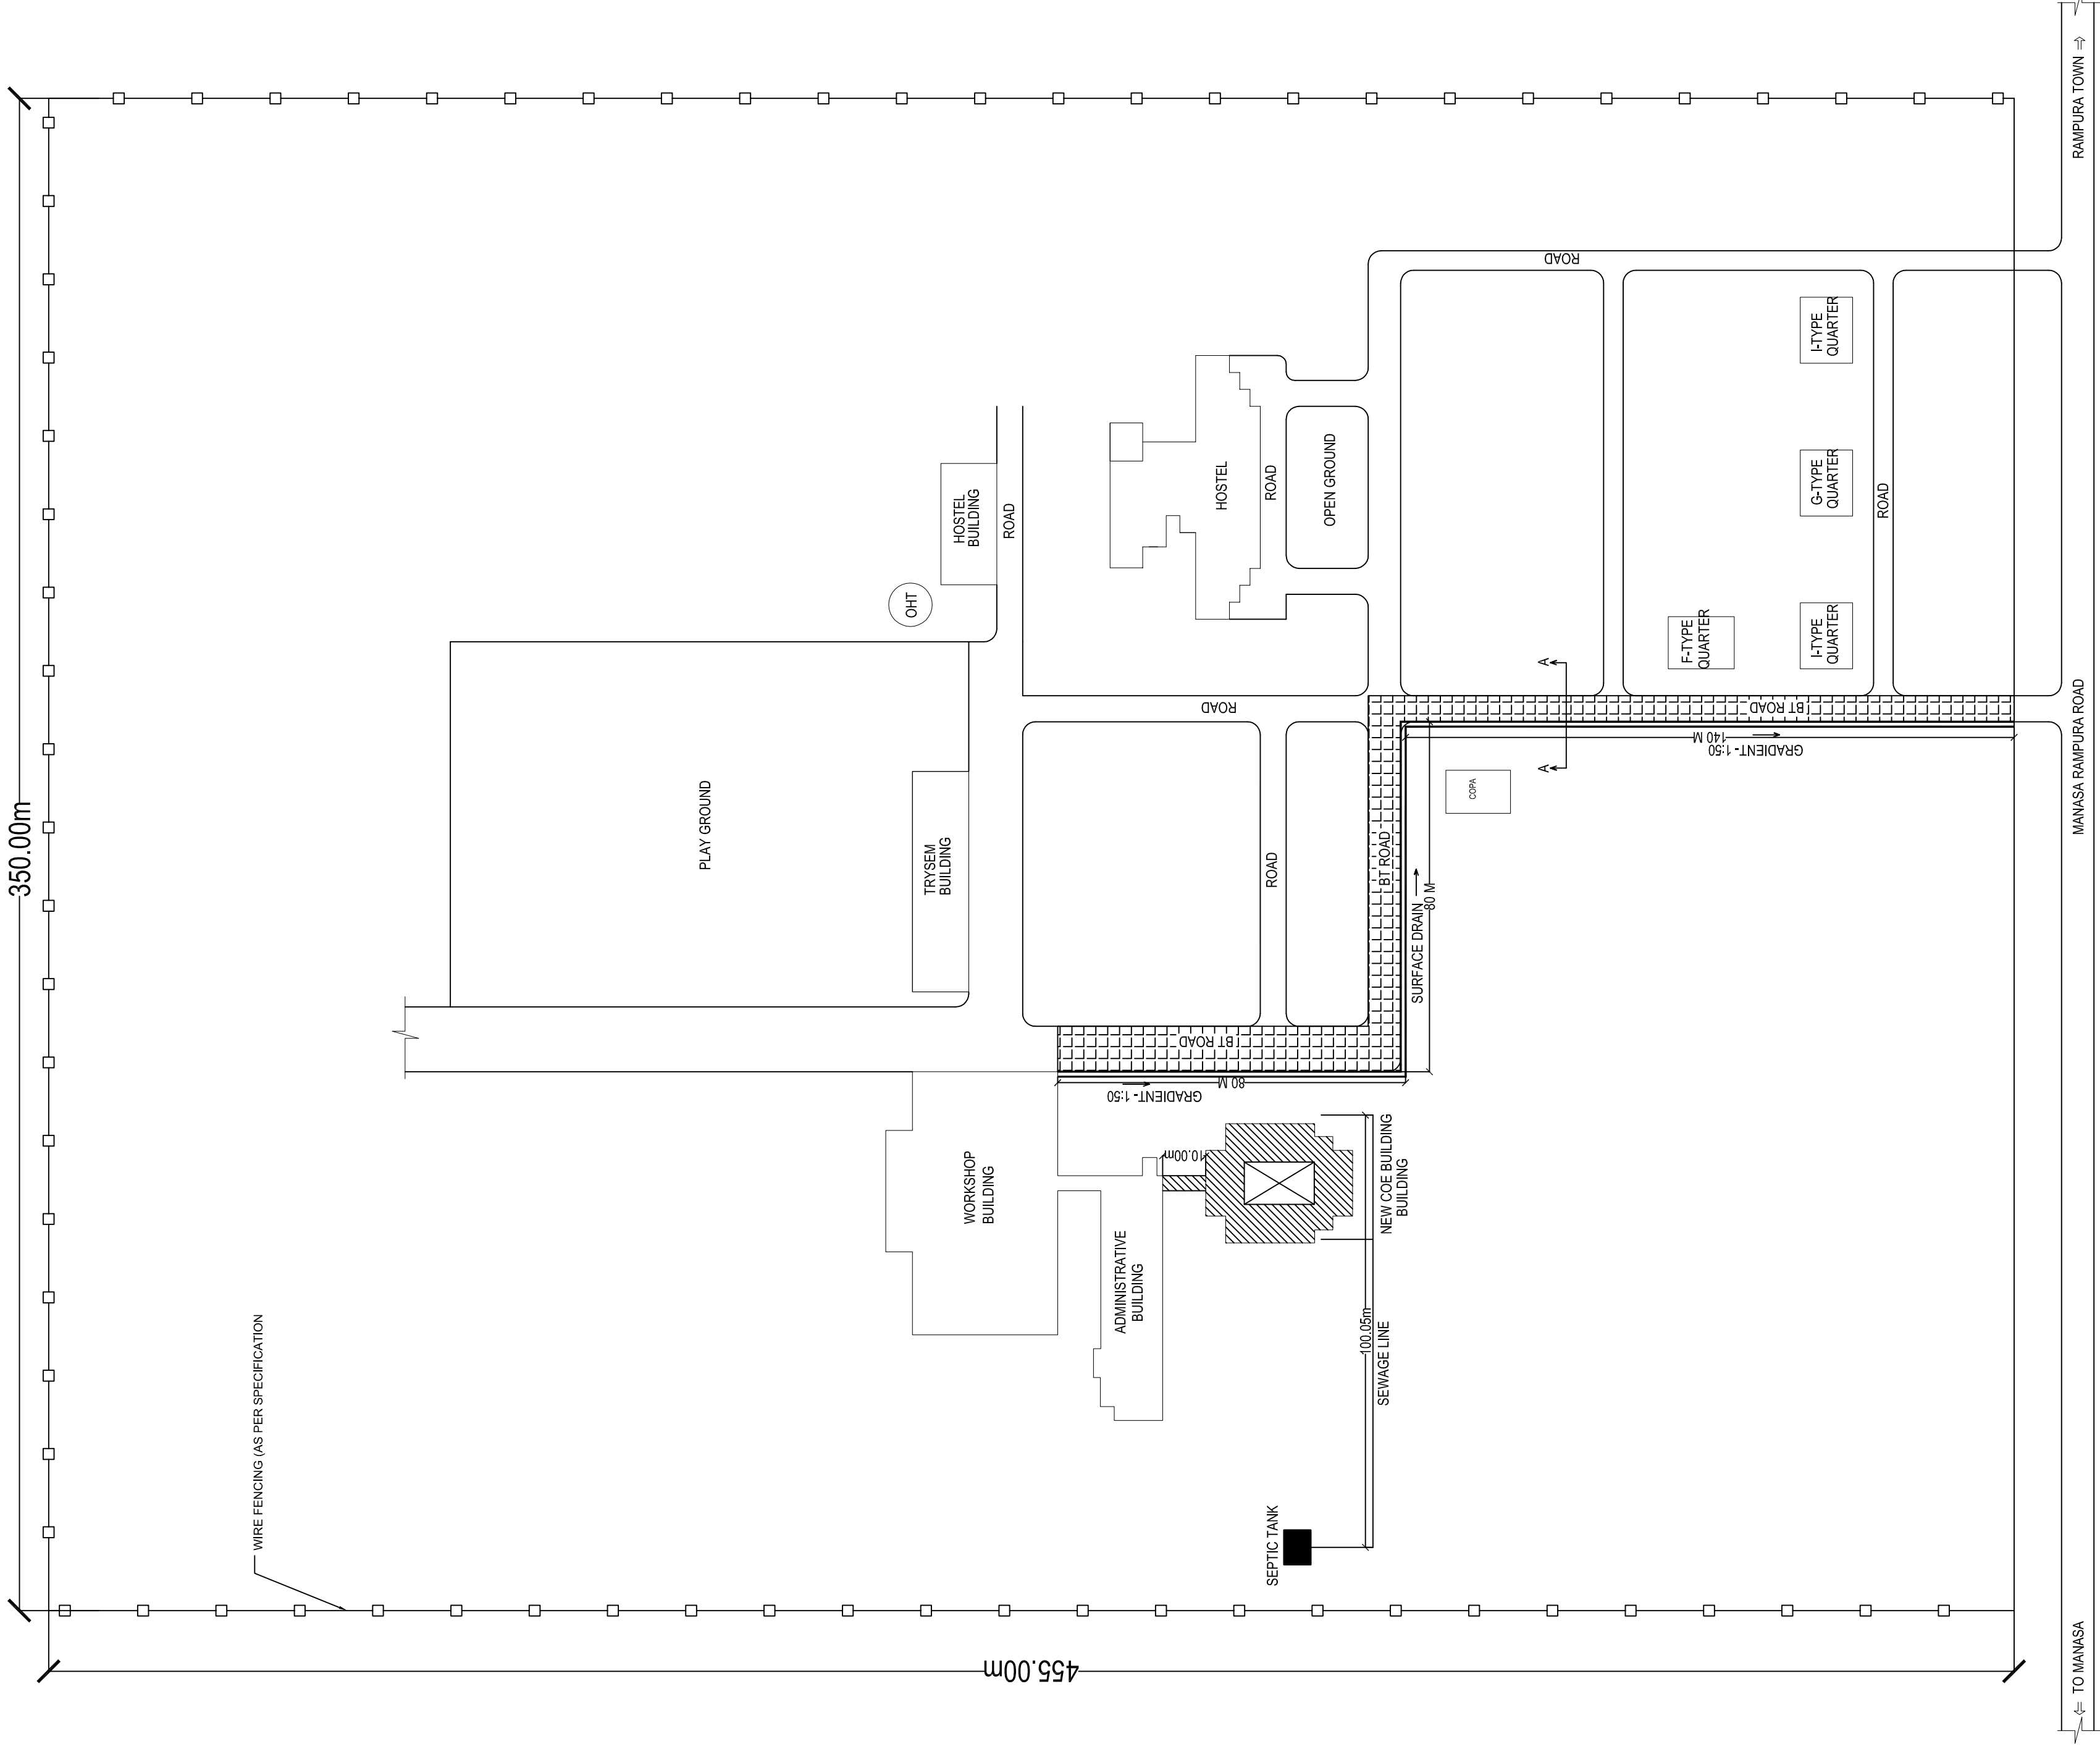 350.00m
WIRE FENCING (AS PER SPECIFICATION
455.00m
PLAY GROUND
OHT
HOSTEL
BUILDING
ROAD
TRYSEM
BUILDING
WORKSHOP
BUILDING
ADMINISTRATIVE
BUILDING
HOSTEL
ROAD
OPEN GROUND
ROAD
ROAD
BT ROAD
80 M
GRADIENT- 1:50
10.00m
NEW COE BUILDING
BUILDING
100.05m
SEWAGE LINE
SEPTIC TANK
BT ROAD
SURFACE DRAIN
80 M
COPA
A
A
ROAD
F-TYPE
QUARTER
I-TYPE
QUARTER
G-TYPE
QUARTER
I-TYPE
QUARTER
ROAD
BT ROAD
140 M
GRADIENT- 1:50
RAMPURA TOWN
MANASA RAMPURA ROAD
TO MANASA